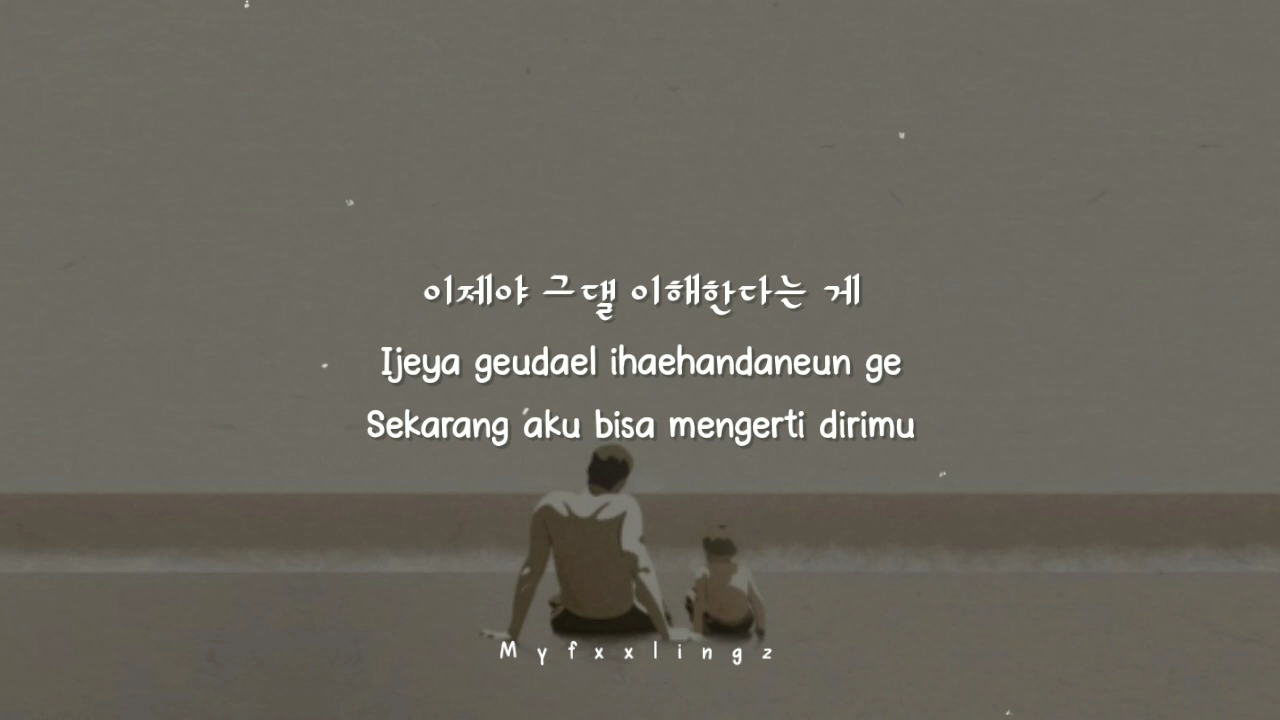 이제야 그댈 이해한다는 게
Ijeya geudael ihaehandaneun ge
Sekarang aku bisa mengerti dirimu
Myfxxlingz